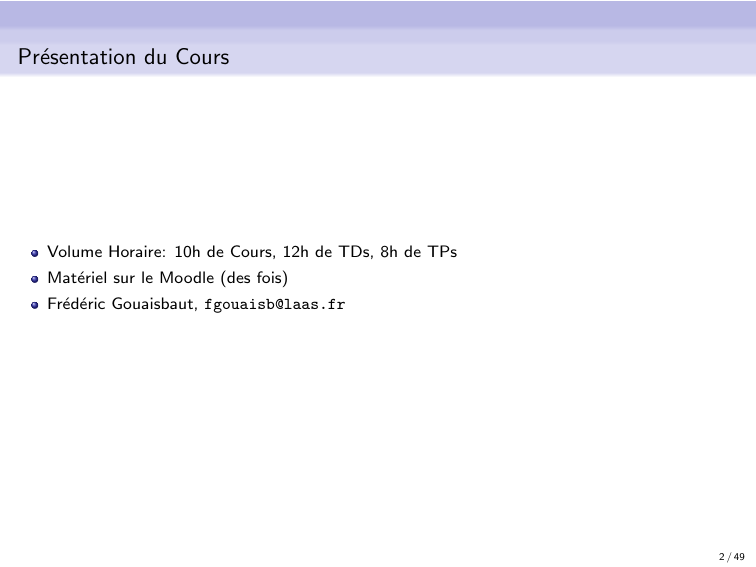 Présentation du Cours
Volume Horaire: 10h de Cours, 12h de TDs, 8h de TPs
Matériel sur le Moodle (des fois)
Frédéric Gouaisbaut, fgouaisb@laas.fr
2 / 49